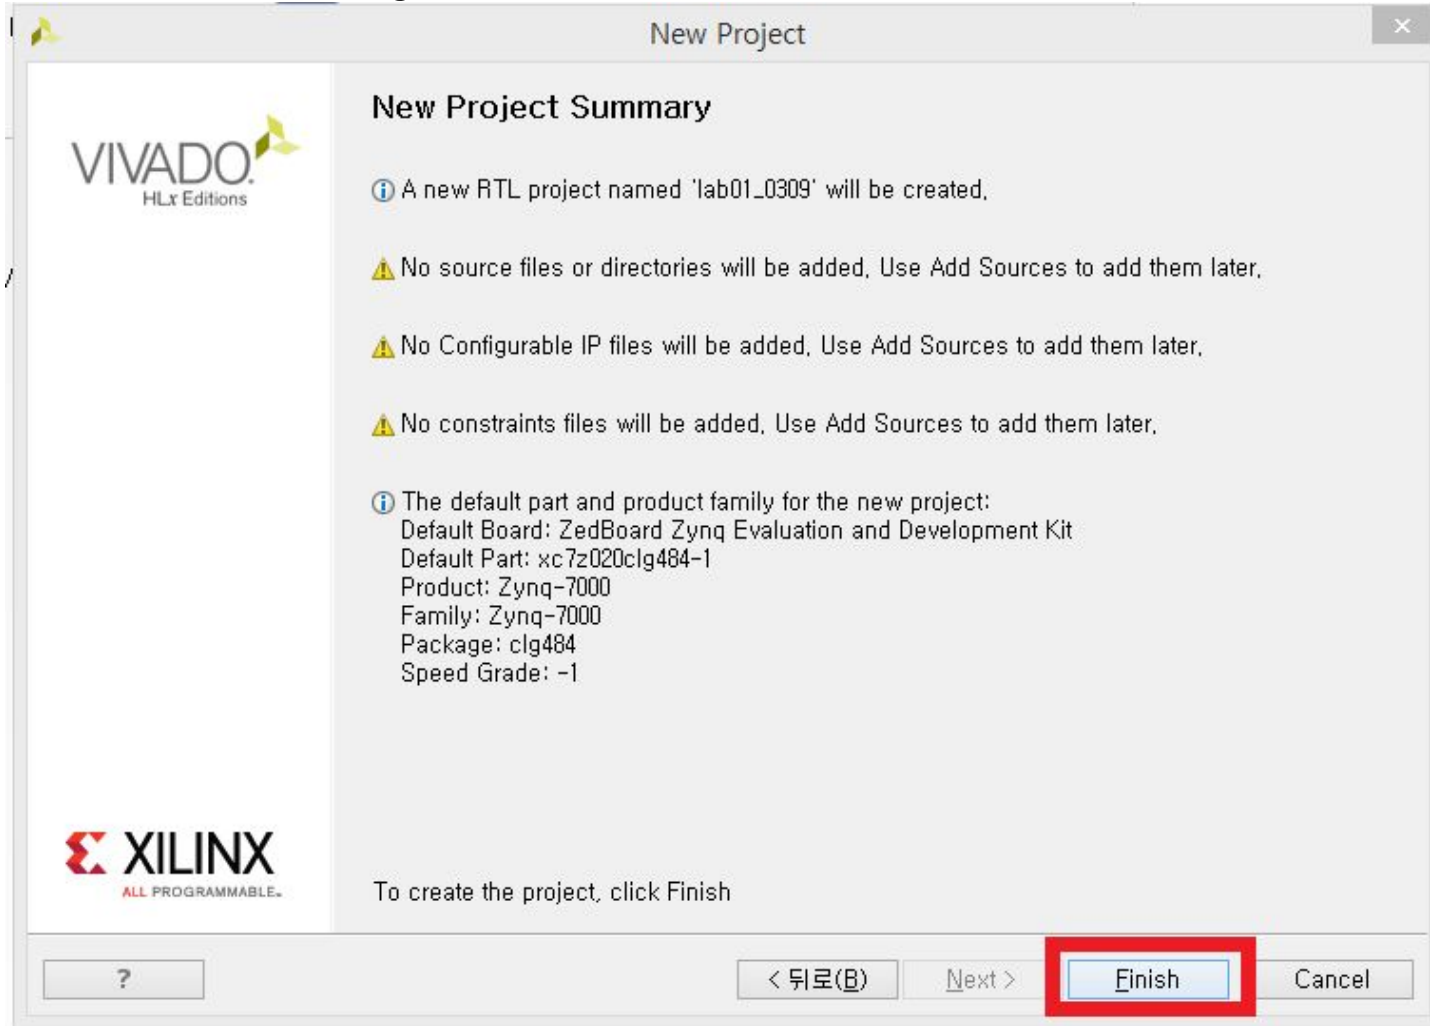 New Project
New Project Summary
VIVADO.
HLx Editions
A new RTL project named 'lab01_0309' will be created,
No source files or directories will be added, Use Add Sources to add them later,
No Configurable IP files will be added, Use Add Sources to add them later,
No constraints files will be added, Use Add Sources to add them later,
The default part and product family for the new project:
Default Board: ZedBoard Zynq Evaluation and Development Kit
Default Part: xc7z020clg484-1
Product: Zynq-7000
Family: Zynq-7000
Package: clg484
Speed Grade: -1
XILINX
ALL PROGRAMMABLE™
To create the project, click Finish
? < 뒤로(B) Next > Finish Cancel